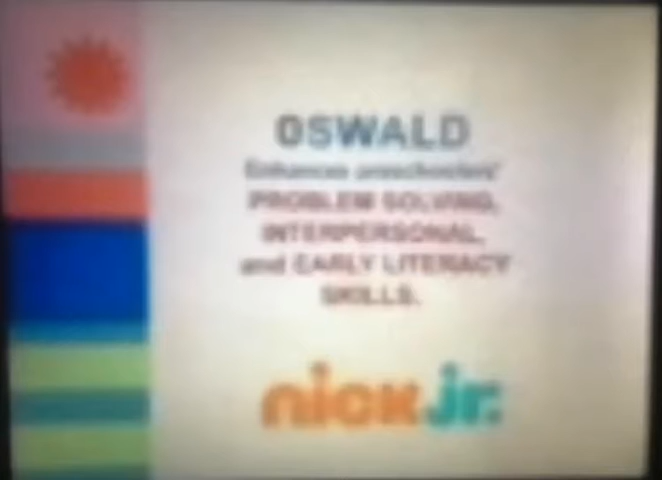 OSWALD
Enhances preschoolers'
PROBLEM SOLVING,
INTERPERSONAL,
and EARLY LITERACY
SKILLS.
nick jr.